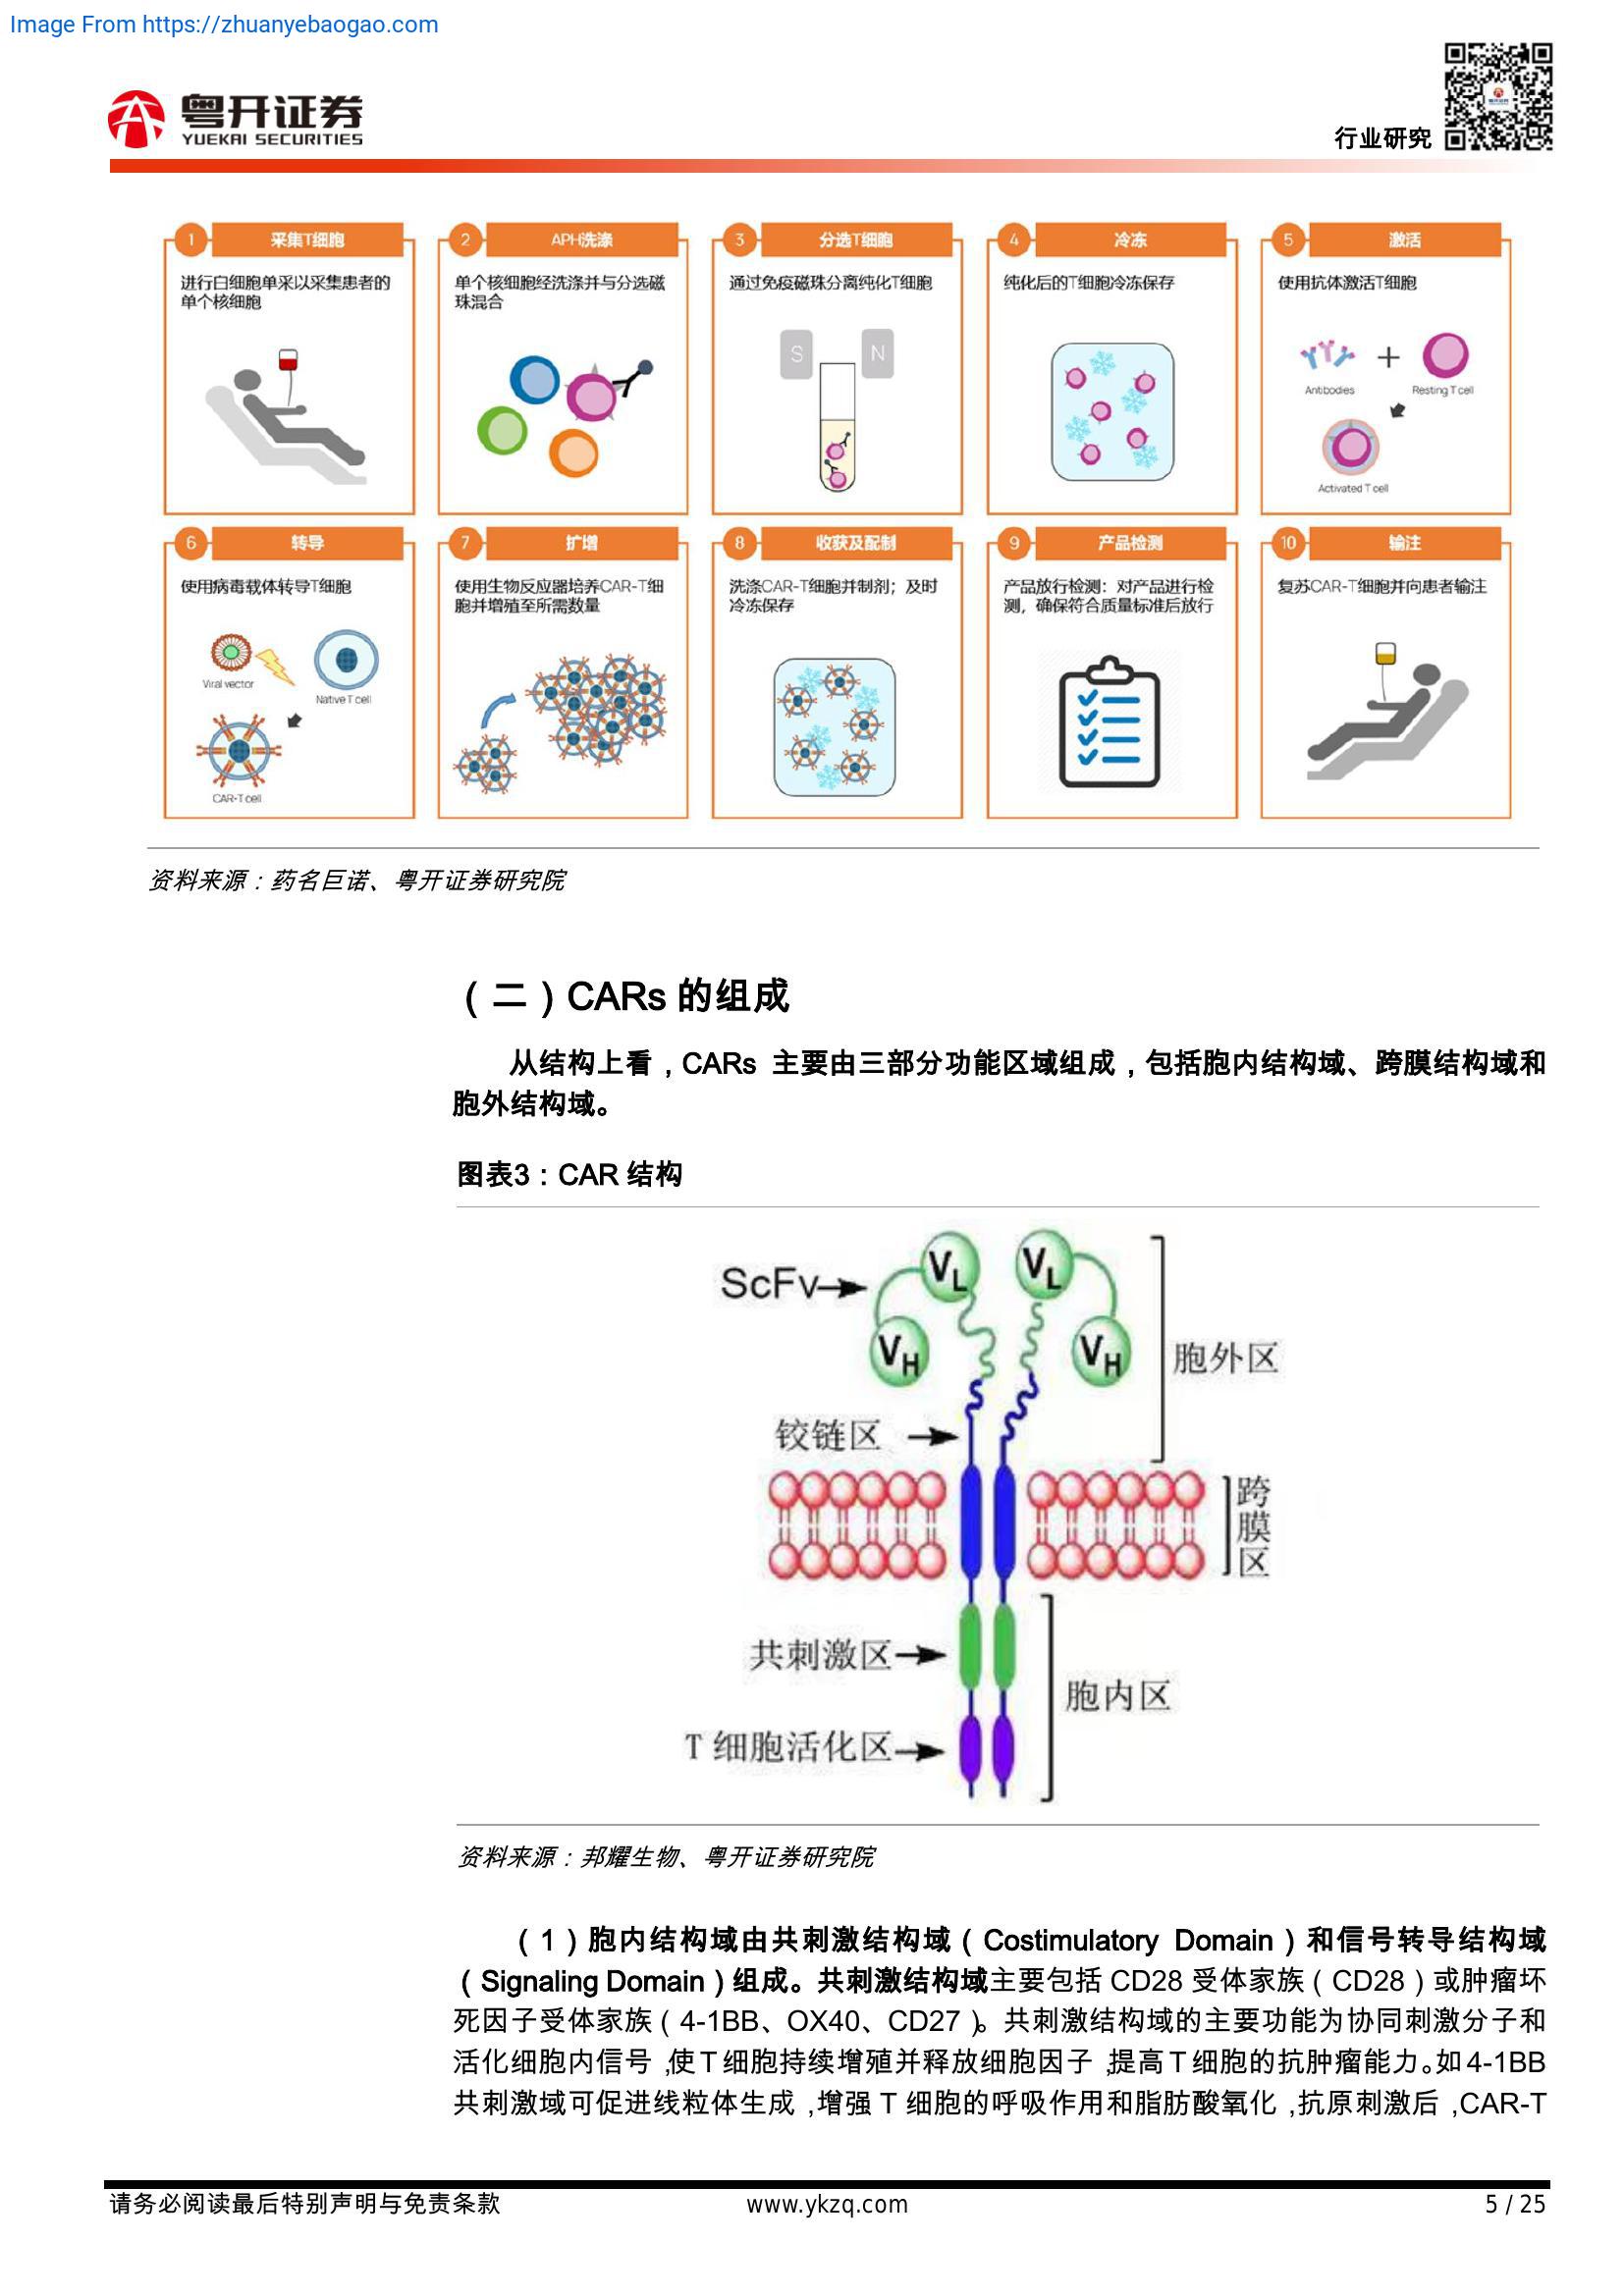 Image From https://zhuanyebaogao.com
粤开证券
YUEKAI SECURITIES
行业研究
1 采集T细胞
进行白细胞单采以采集患者的
单个核细胞
2 APH洗涤
单个核细胞经洗涤并与分选磁
珠混合
3 分选T细胞
通过免疫磁珠分离纯化T细胞
S N
4 冷冻
纯化后的T细胞冷冻保存
5 激活
使用抗体激活T细胞
+
Antibodies
Resting T cell
Activated T cell
6 转导
使用病毒载体转导T细胞
Viral vector
Native T cell
CAR-T cell
7 扩增
使用生物反应器培养CAR-T细
胞并增殖至所需数量
8 收获及配制
洗涤CAR-T细胞并制剂；及时
冷冻保存
9 产品检测
产品放行检测：对产品进行检
测，确保符合质量标准后放行
10 输注
复苏CAR-T细胞并向患者输注
资料来源：药名巨诺、粤开证券研究院
（二）CARs 的组成
从结构上看，CARs 主要由三部分功能区域组成，包括胞内结构域、跨膜结构域和
胞外结构域。
图表3：CAR 结构
ScFv
VL
VL
VH
VH
胞外区
铰链区
跨膜区
共刺激区
胞内区
T 细胞活化区
资料来源：邦耀生物、粤开证券研究院
（1）胞内结构域由共刺激结构域（Costimulatory Domain）和信号转导结构域
（Signaling Domain）组成。共刺激结构域主要包括 CD28 受体家族（CD28）或肿瘤坏
死因子受体家族（4-1BB、OX40、CD27）。共刺激结构域的主要功能为协同刺激分子和
活化细胞内信号，使 T 细胞持续增殖并释放细胞因子，提高 T 细胞的抗肿瘤能力。如 4-1BB
共刺激域可促进线粒体生成，增强 T 细胞的呼吸作用和脂肪酸氧化，抗原刺激后，CAR-T
请务必阅读最后特别声明与免责条款
www.ykzq.com
5 / 25